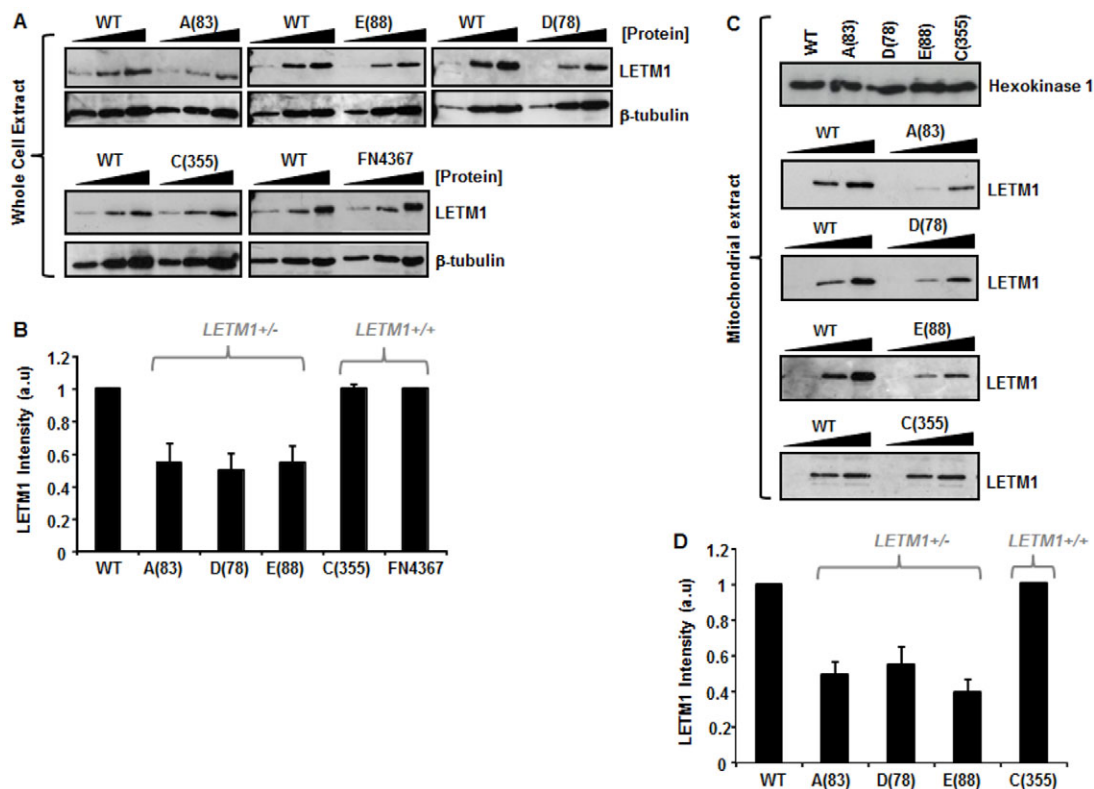 A
WT A(83) WT E(88) WT D(78) [Protein]
LETM1
β-tubulin
Whole Cell Extract
WT C(355) WT FN4367 [Protein]
LETM1
β-tubulin
B
LETM1+/- LETM1+/+
LETM1 Intensity (a.u)
1.2
1
0.8
0.6
0.4
0.2
0
WT A(83) D(78) E(88) C(355) FN4367
C
WT A(83) D(78) E(88) C(355)
Hexokinase 1
Mitochondrial extract
WT A(83)
LETM1
WT D(78)
LETM1
WT E(88)
LETM1
WT C(355)
LETM1
D
LETM1+/- LETM1+/+
LETM1 Intensity (a.u)
1.2
1
0.8
0.6
0.4
0.2
0
WT A(83) D(78) E(88) C(355)